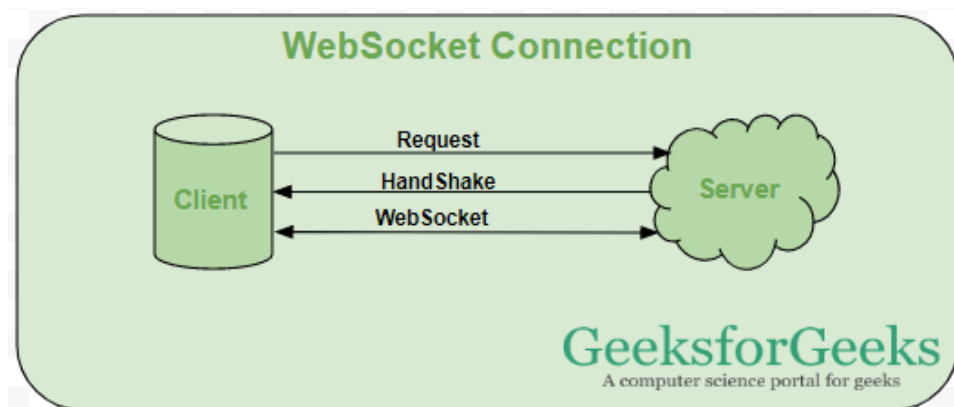 WebSocket Connection
Request
HandShake
WebSocket
Client
Server
GeeksforGeeks
A computer science portal for geeks